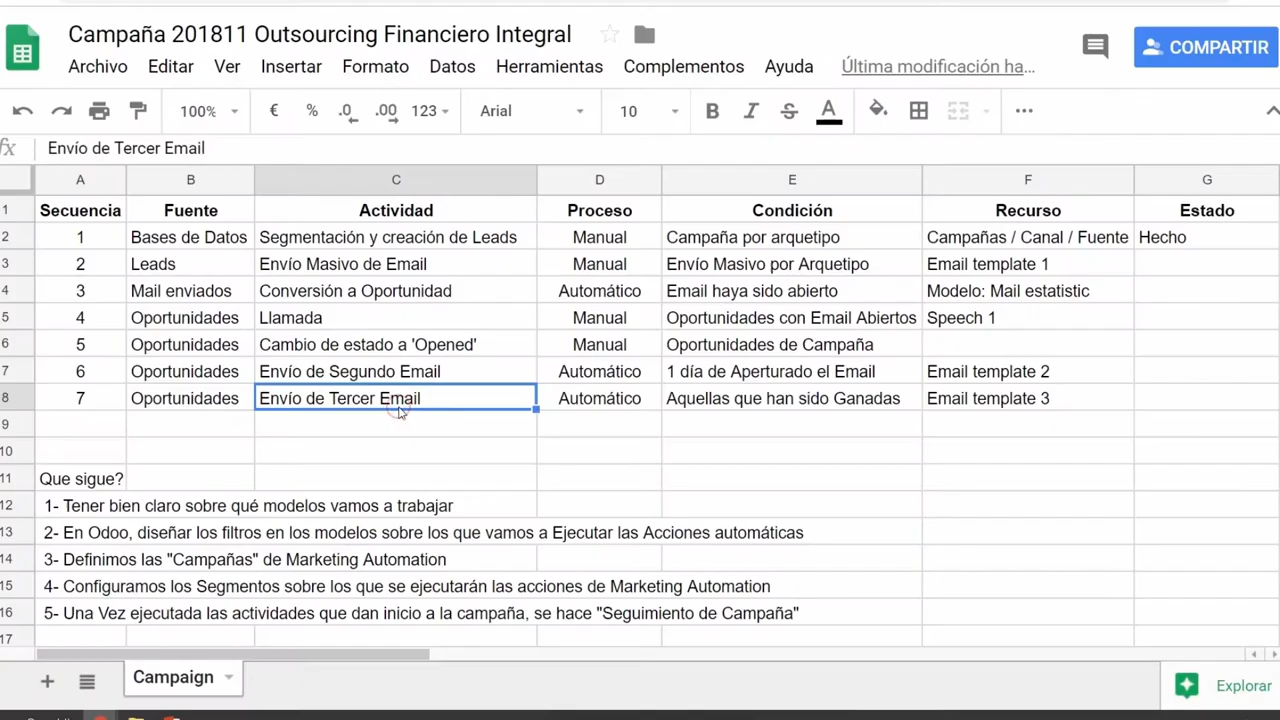 Campaña 201811 Outsourcing Financiero Integral
COMPARTIR
Archivo Editar Ver Insertar Formato Datos Herramientas Complementos Ayuda Última modificación ha...
100% € % .0 .00 123 Arial 10 B I S A ...
fx Envío de Tercer Email
A B C D E F G
1 Secuencia Fuente Actividad Proceso Condición Recurso Estado
2 1 Bases de Datos Segmentación y creación de Leads Manual Campaña por arquetipo Campañas / Canal / Fuente Hecho
3 2 Leads Envío Masivo de Email Manual Envío Masivo por Arquetipo Email template 1
4 3 Mail enviados Conversión a Oportunidad Automático Email haya sido abierto Modelo: Mail estatistic
5 4 Oportunidades Llamada Manual Oportunidades con Email Abiertos Speech 1
6 5 Oportunidades Cambio de estado a 'Opened' Manual Oportunidades de Campaña
7 6 Oportunidades Envío de Segundo Email Automático 1 día de Aperturado el Email Email template 2
8 7 Oportunidades Envío de Tercer Email Automático Aquellas que han sido Ganadas Email template 3
9
10
11 Que sigue?
12 1- Tener bien claro sobre qué modelos vamos a trabajar
13 2- En Odoo, diseñar los filtros en los modelos sobre los que vamos a Ejecutar las Acciones automáticas
14 3- Definimos las "Campañas" de Marketing Automation
15 4- Configuramos los Segmentos sobre los que se ejecutarán las acciones de Marketing Automation
16 5- Una Vez ejecutada las actividades que dan inicio a la campaña, se hace "Seguimiento de Campaña"
17
Campaign
Explorar